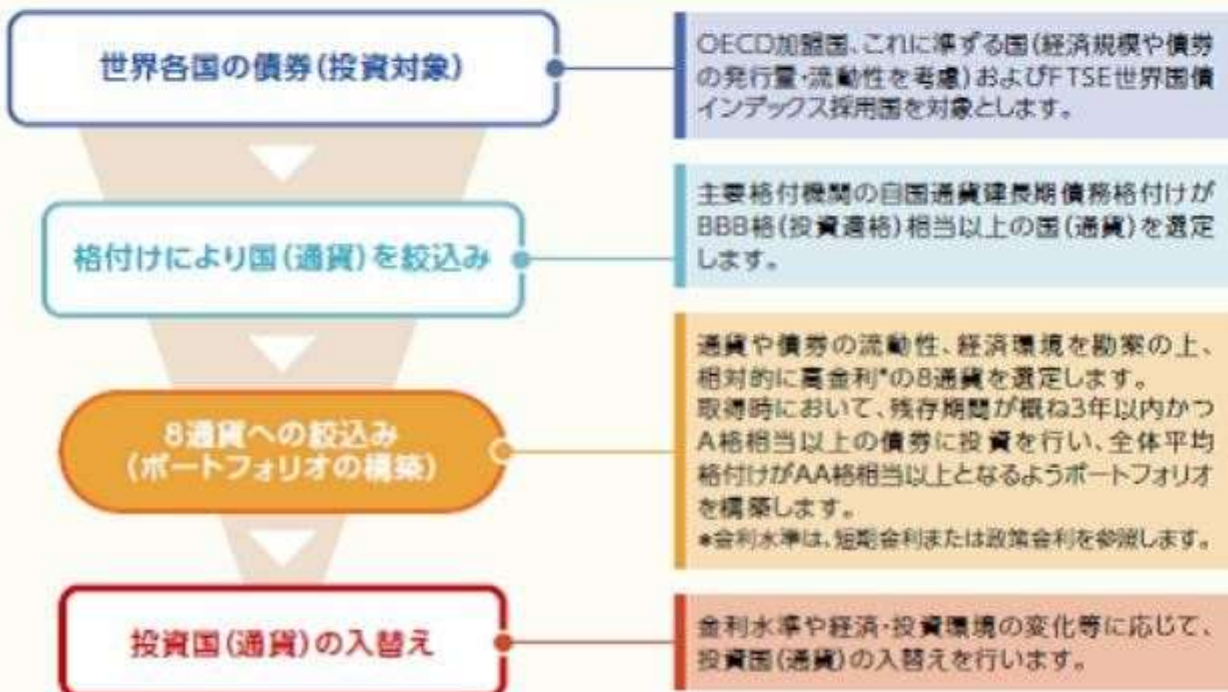 世界各国の債券(投資対象)
OECD加盟国、これに準ずる国(経済規模や債券
の発行量・流動性を考慮)およびFTSE世界国債
インデックス採用国を対象とします。
格付けにより国(通貨)を絞込み
主要格付機関の自国通貨建長期債務格付けが
BBB格(投資適格)相当以上の国(通貨)を選定
します。
8通貨への絞込み
(ポートフォリオの構築)
通貨や債券の流動性、経済環境を勘案の上、
相対的に高金利*の8通貨を選定します。
取得時において、残存期間が概ね3年以内かつ
A格相当以上の債券に投資を行い、全体平均
格付けがAA格相当以上となるようポートフォリオ
を構築します。
*金利水準は、短期金利または政策金利を参照します。
投資国(通貨)の入替え
金利水準や経済・投資環境の変化等に応じて、
投資国(通貨)の入替えを行います。